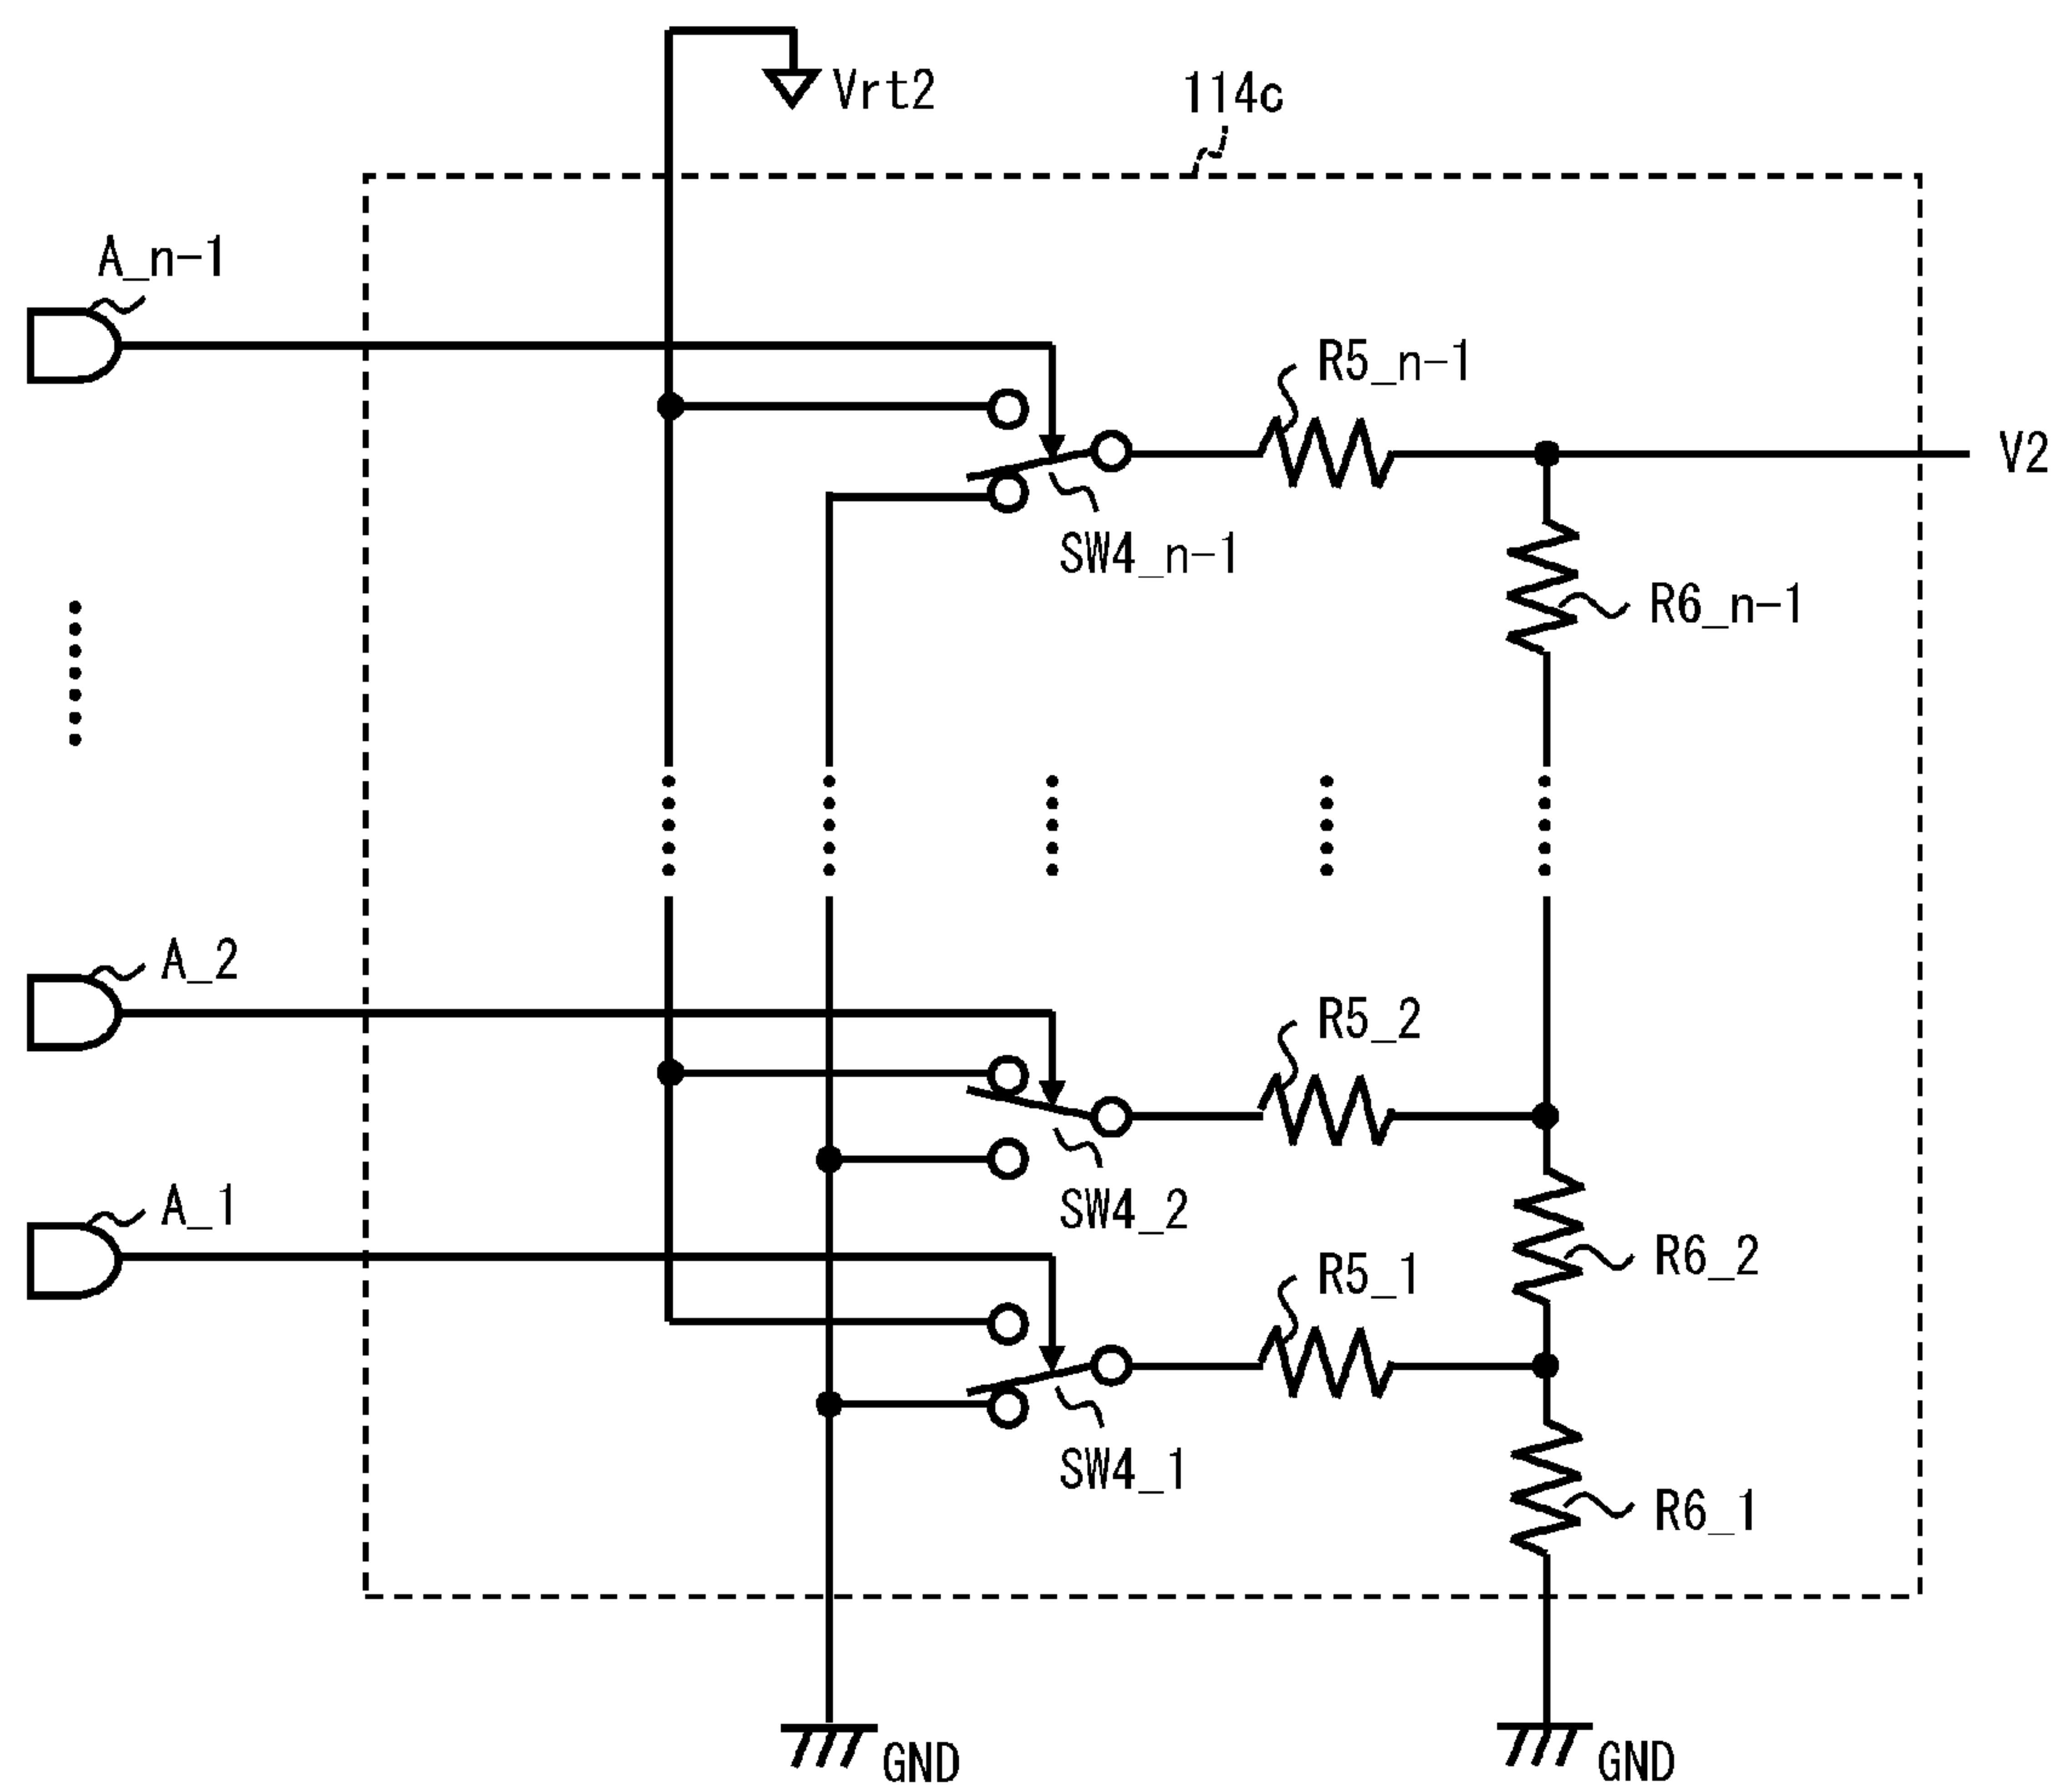 Vrt2
114c
A_n-1
R5_n-1
V2
SW4_n-1
R6_n-1
A_2
R5_2
A_1
SW4_2
R6_2
R5_1
SW4_1
R6_1
GND
GND